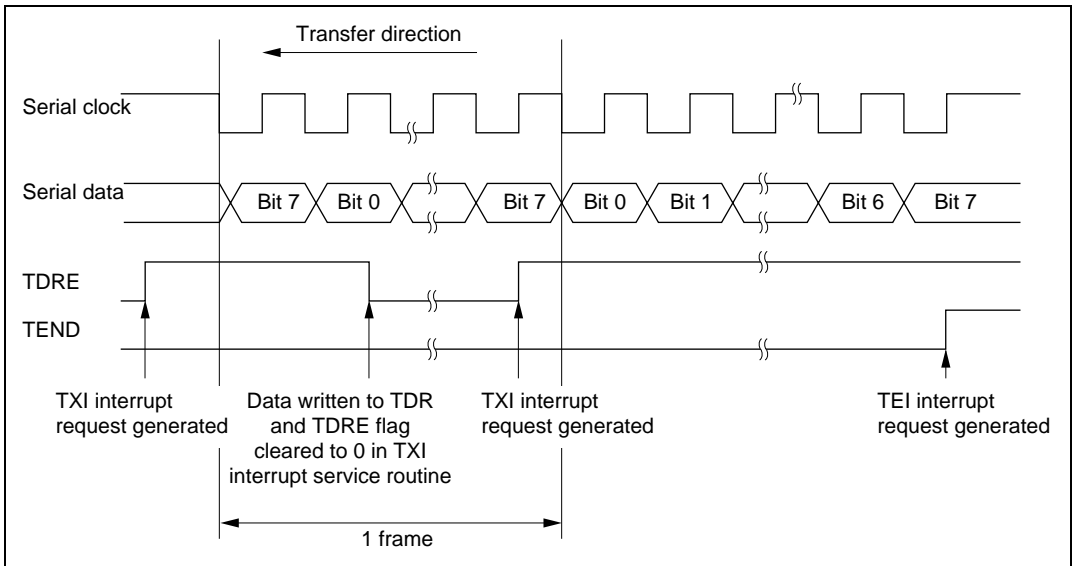 Transfer direction
Serial clock
Serial data
Bit 7
Bit 0
Bit 7
Bit 0
Bit 1
Bit 6
Bit 7
TDRE
TEND
TXI interrupt
request generated
Data written to TDR
and TDRE flag
cleared to 0 in TXI
interrupt service routine
TXI interrupt
request generated
TEI interrupt
request generated
1 frame